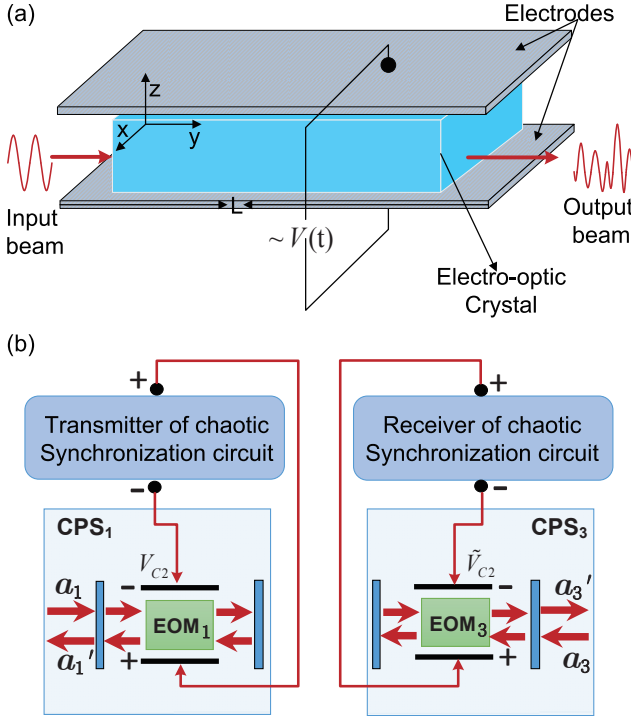 (a)
Electrodes
z
x
y
Input
beam
L
~ V(t)
Output
beam
Electro-optic
Crystal
(b)
+
+
Transmitter of chaotic
Synchronization circuit
Receiver of chaotic
Synchronization circuit
-
-
CPS1
CPS3
V_C2
Ṽ_C2
a1
-
-
a3'
EOM1
EOM3
a1'
+
+
a3